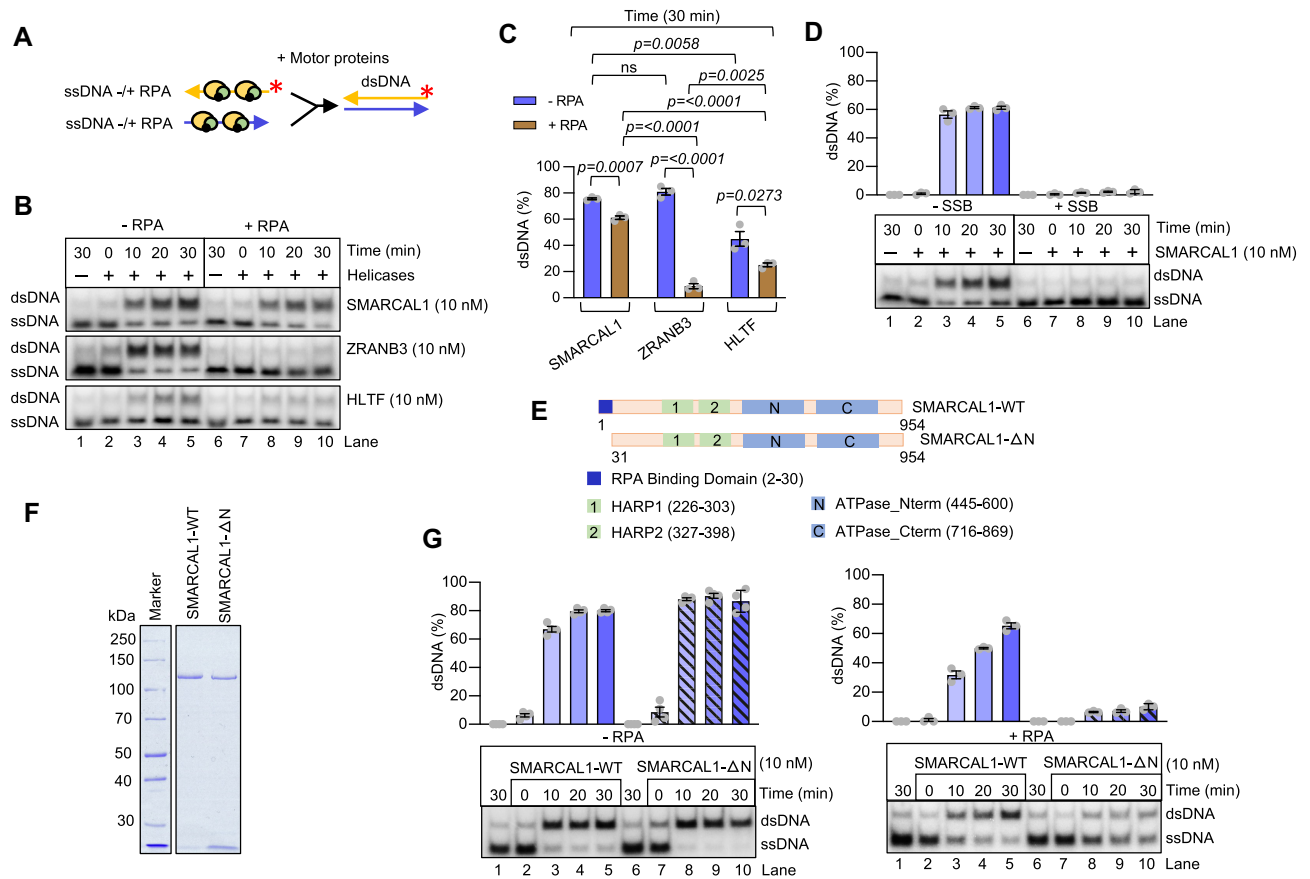 A
+ Motor proteins
ssDNA -/+ RPA
*
dsDNA
*
ssDNA -/+ RPA
B
- RPA
+ RPA
30 0 10 20 30 30 0 10 20 30 Time (min)
— + + + + — + + + + Helicases
dsDNA
ssDNA
SMARCAL1 (10 nM)
dsDNA
ssDNA
ZRANB3 (10 nM)
dsDNA
ssDNA
HLTF (10 nM)
1 2 3 4 5 6 7 8 9 10 Lane
C
Time (30 min)
p=0.0058
ns
p=0.0025
- RPA
+ RPA
p=<0.0001
p=<0.0001
p=0.0007
p=<0.0001
p=0.0273
dsDNA (%)
100
80
60
40
20
0
SMARCAL1
ZRANB3
HLTF
D
dsDNA (%)
100
80
60
40
20
0
- SSB
+ SSB
30 0 10 20 30 30 0 10 20 30 Time (min)
— + + + + — + + + + SMARCAL1 (10 nM)
dsDNA
ssDNA
1 2 3 4 5 6 7 8 9 10 Lane
E
1 2 N C SMARCAL1-WT
1 954
1 2 N C SMARCAL1-ΔN
31 954
RPA Binding Domain (2-30)
1 HARP1 (226-303)
2 HARP2 (327-398)
N ATPase_Nterm (445-600)
C ATPase_Cterm (716-869)
F
kDa
Marker
SMARCAL1-WT
SMARCAL1-ΔN
250
150
100
70
50
40
30
G
dsDNA (%)
100
80
60
40
20
0
- RPA
SMARCAL1-WT SMARCAL1-ΔN (10 nM)
30 0 10 20 30 30 0 10 20 30 Time (min)
dsDNA
ssDNA
1 2 3 4 5 6 7 8 9 10 Lane
dsDNA (%)
100
80
60
40
20
0
+ RPA
SMARCAL1-WT SMARCAL1-ΔN (10 nM)
30 0 10 20 30 30 0 10 20 30 Time (min)
dsDNA
ssDNA
1 2 3 4 5 6 7 8 9 10 Lane